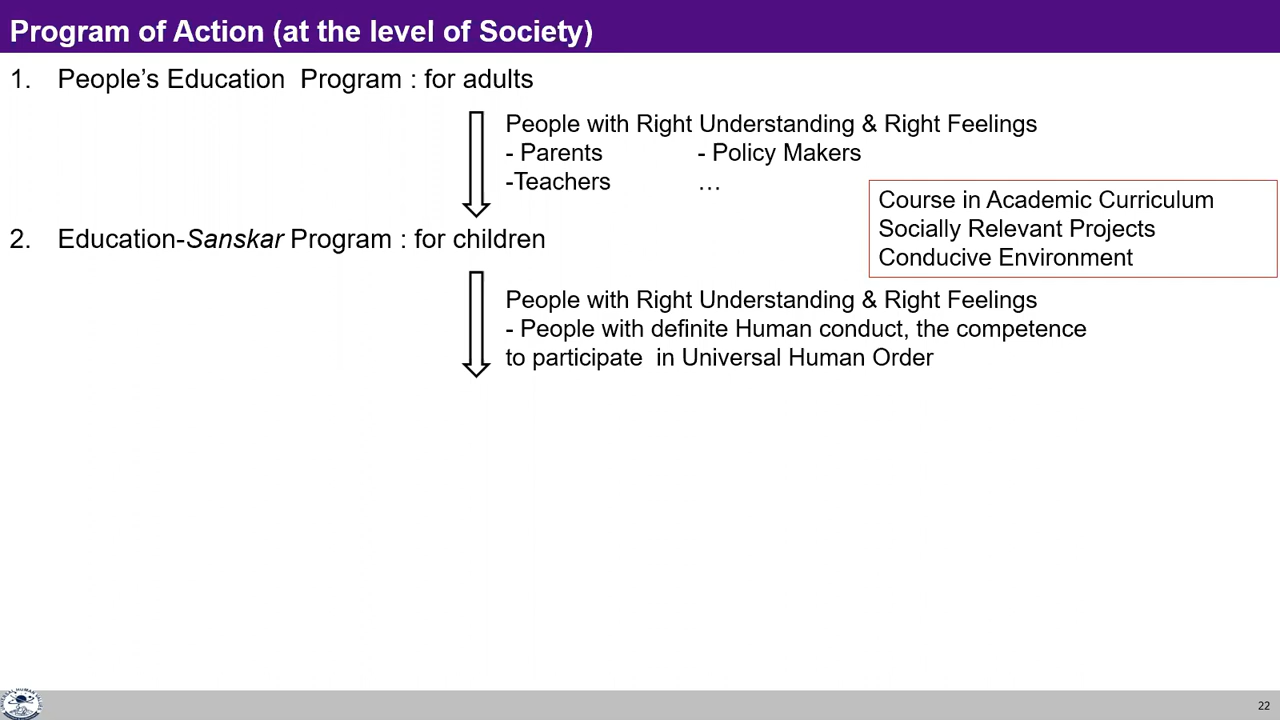 Program of Action (at the level of Society)
1. People's Education Program : for adults
People with Right Understanding & Right Feelings
- Parents - Policy Makers
-Teachers …
Course in Academic Curriculum
Socially Relevant Projects
Conducive Environment
2. Education-Sanskar Program : for children
People with Right Understanding & Right Feelings
- People with definite Human conduct, the competence
to participate in Universal Human Order
22